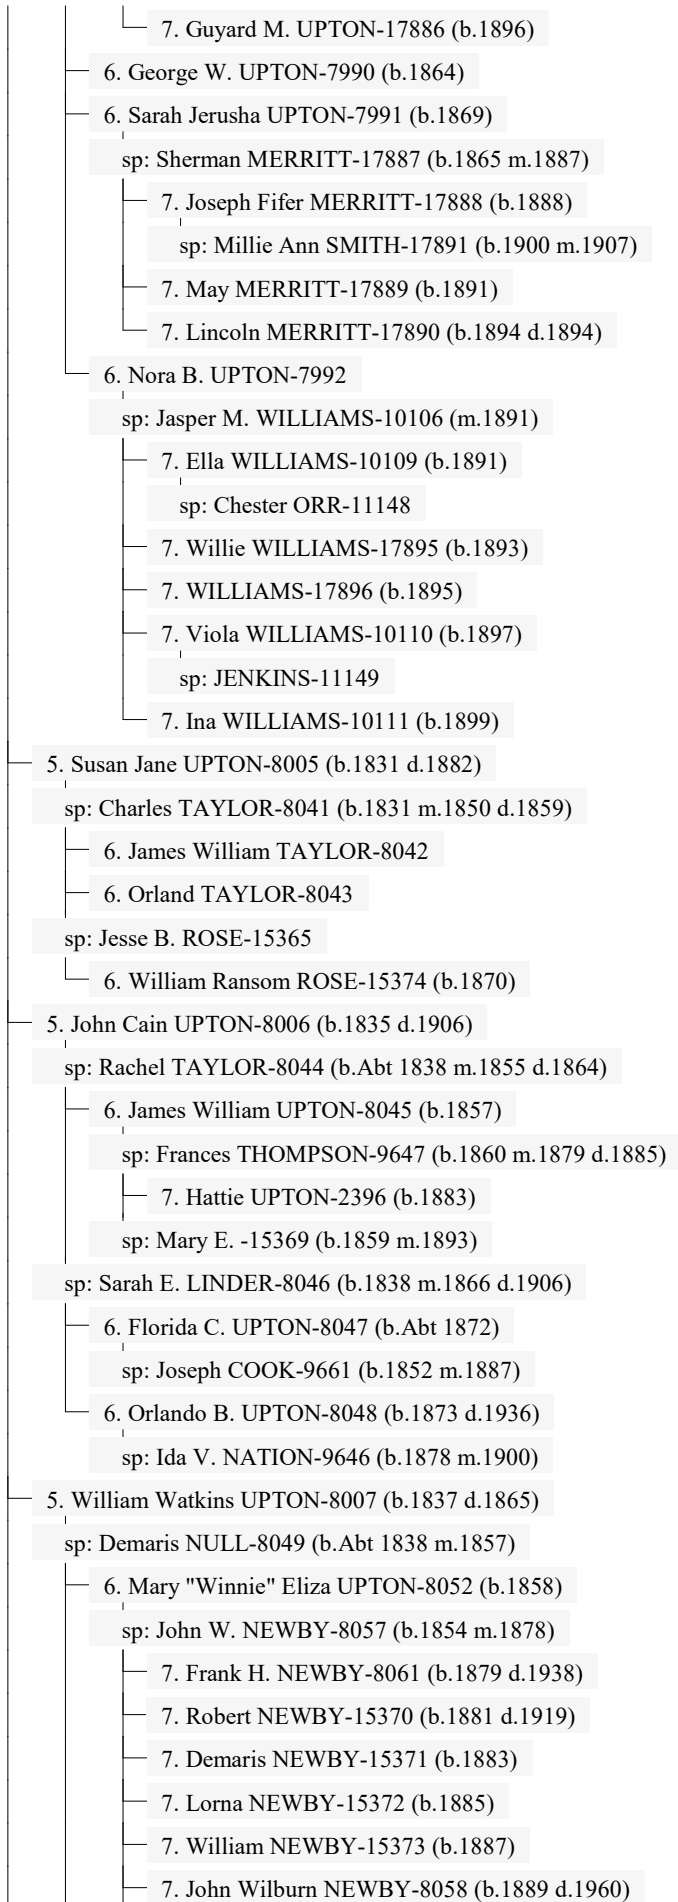 7. Guyard M. UPTON-17886 (b.1896)
6. George W. UPTON-7990 (b.1864)
6. Sarah Jerusha UPTON-7991 (b.1869)
sp: Sherman MERRITT-17887 (b.1865 m.1887)
7. Joseph Fifer MERRITT-17888 (b.1888)
sp: Millie Ann SMITH-17891 (b.1900 m.1907)
7. May MERRITT-17889 (b.1891)
7. Lincoln MERRITT-17890 (b.1894 d.1894)
6. Nora B. UPTON-7992
sp: Jasper M. WILLIAMS-10106 (m.1891)
7. Ella WILLIAMS-10109 (b.1891)
sp: Chester ORR-11148
7. Willie WILLIAMS-17895 (b.1893)
7. WILLIAMS-17896 (b.1895)
7. Viola WILLIAMS-10110 (b.1897)
sp: JENKINS-11149
7. Ina WILLIAMS-10111 (b.1899)
5. Susan Jane UPTON-8005 (b.1831 d.1882)
sp: Charles TAYLOR-8041 (b.1831 m.1850 d.1859)
6. James William TAYLOR-8042
6. Orland TAYLOR-8043
sp: Jesse B. ROSE-15365
6. William Ransom ROSE-15374 (b.1870)
5. John Cain UPTON-8006 (b.1835 d.1906)
sp: Rachel TAYLOR-8044 (b.Abt 1838 m.1855 d.1864)
6. James William UPTON-8045 (b.1857)
sp: Frances THOMPSON-9647 (b.1860 m.1879 d.1885)
7. Hattie UPTON-2396 (b.1883)
sp: Mary E. -15369 (b.1859 m.1893)
sp: Sarah E. LINDER-8046 (b.1838 m.1866 d.1906)
6. Florida C. UPTON-8047 (b.Abt 1872)
sp: Joseph COOK-9661 (b.1852 m.1887)
6. Orlando B. UPTON-8048 (b.1873 d.1936)
sp: Ida V. NATION-9646 (b.1878 m.1900)
5. William Watkins UPTON-8007 (b.1837 d.1865)
sp: Demaris NULL-8049 (b.Abt 1838 m.1857)
6. Mary "Winnie" Eliza UPTON-8052 (b.1858)
sp: John W. NEWBY-8057 (b.1854 m.1878)
7. Frank H. NEWBY-8061 (b.1879 d.1938)
7. Robert NEWBY-15370 (b.1881 d.1919)
7. Demaris NEWBY-15371 (b.1883)
7. Lorna NEWBY-15372 (b.1885)
7. William NEWBY-15373 (b.1887)
7. John Wilburn NEWBY-8058 (b.1889 d.1960)